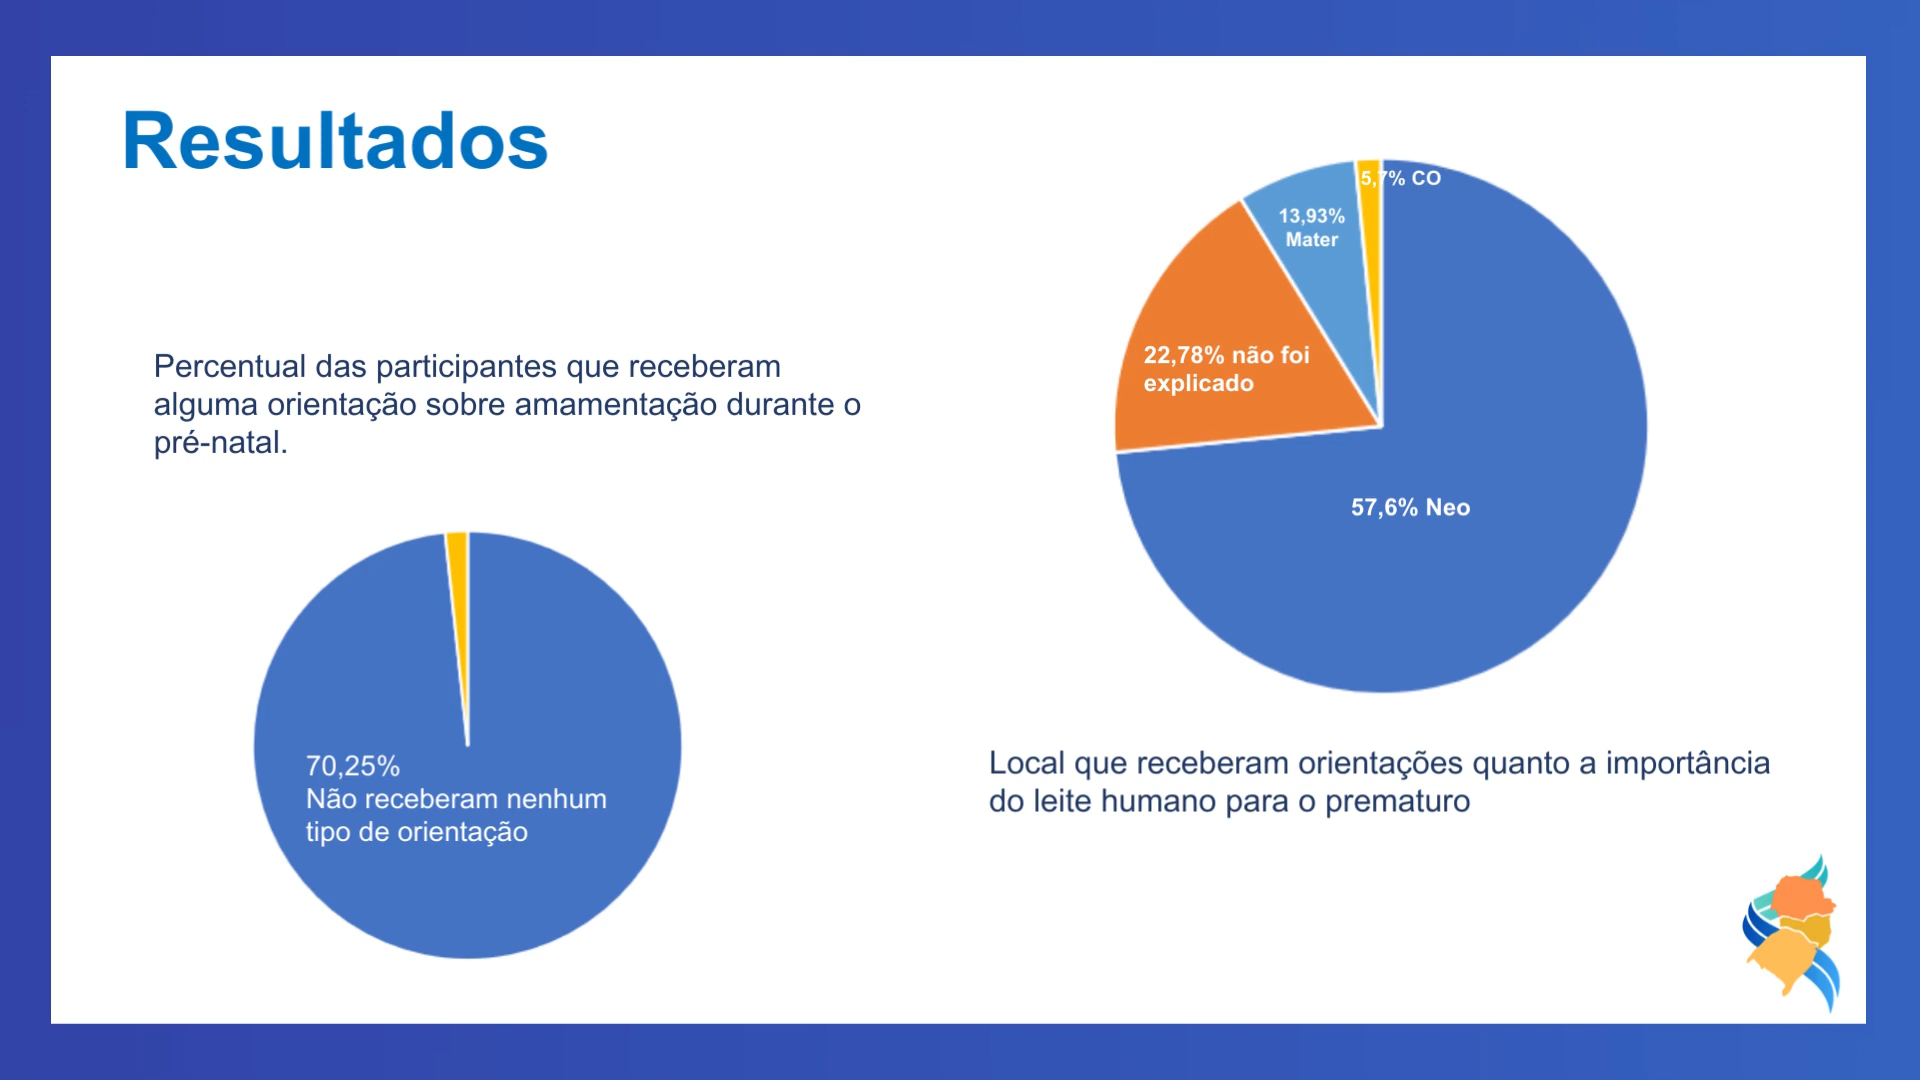 Resultados
Percentual das participantes que receberam
alguma orientação sobre amamentação durante o
pré-natal.
70,25%
Não receberam nenhum
tipo de orientação
5,7% CO
13,93%
Mater
22,78% não foi
explicado
57,6% Neo
Local que receberam orientações quanto a importância
do leite humano para o prematuro